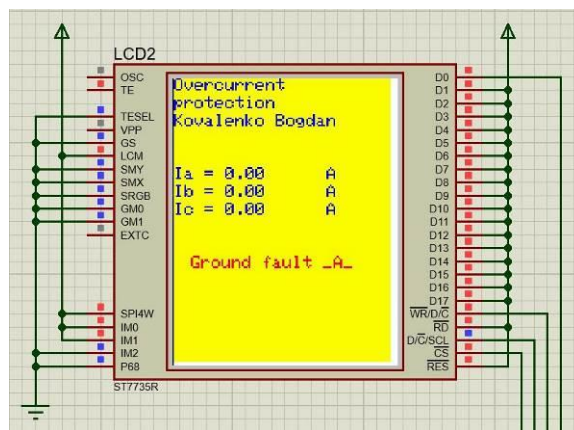 LCD2
OSC
TE
TESEL
VPP
GS
LCM
SMY
SMX
SRGB
GM0
GM1
EXTC
SPI4W
IM0
IM1
IM2
P68
ST7735R
Overcurrent
protection
Kovalenko Bogdan
Ia = 0.00 A
Ib = 0.00 A
Ic = 0.00 A
Ground fault _A_
D0
D1
D2
D3
D4
D5
D6
D7
D8
D9
D10
D11
D12
D13
D14
D15
D16
D17
WR/D/C
RD
D/C/SCL
CS
RES